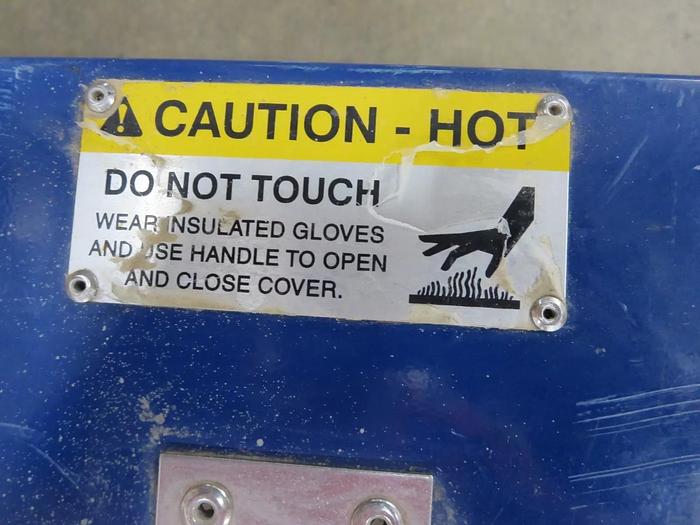 CAUTION - HOT
DO NOT TOUCH
WEAR INSULATED GLOVES
AND USE HANDLE TO OPEN
AND CLOSE COVER.